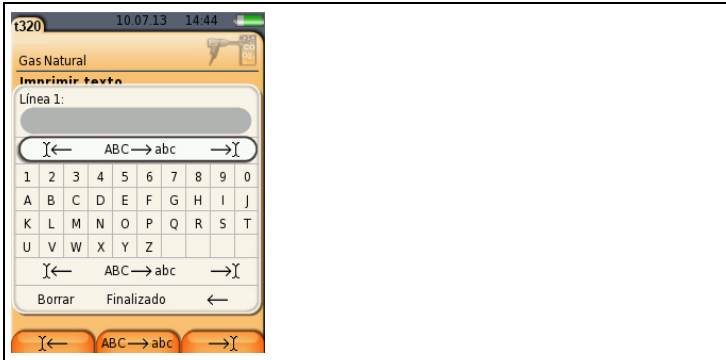 t320 10.07.13 14:44
Gas Natural
Imprimir texto
Línea 1:
ABC→abc
1 2 3 4 5 6 7 8 9 0
A B C D E F G H I J
K L M N O P Q R S T
U V W X Y Z
ABC→abc
Borrar Finalizado ←
ABC→abc